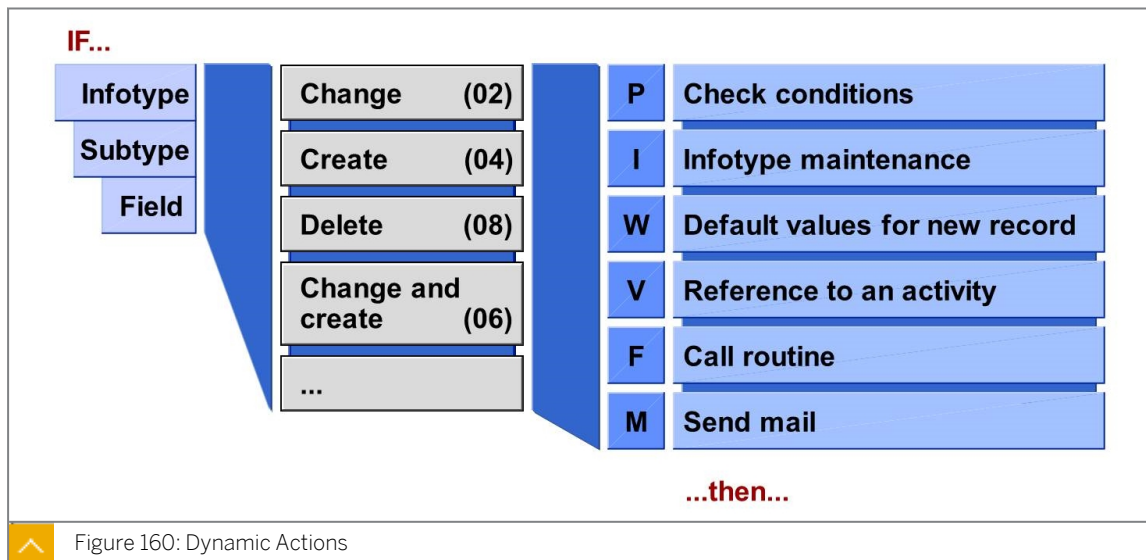 IF...
Infotype
Subtype
Field
Change (02)
Create (04)
Delete (08)
Change and
create (06)
...
P Check conditions
I Infotype maintenance
W Default values for new record
V Reference to an activity
F Call routine
M Send mail
...then...
Figure 160: Dynamic Actions